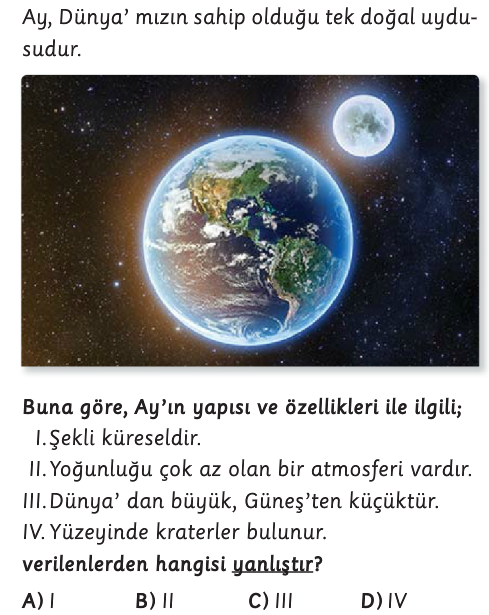 Ay, Dünya’ mızın sahip olduğu tek doğal uydu-
sudur.
Buna göre, Ay’ın yapısı ve özellikleri ile ilgili;
I. Şekli küreseldir.
II. Yoğunluğu çok az olan bir atmosferi vardır.
III. Dünya’ dan büyük, Güneş’ten küçüktür.
IV. Yüzeyinde kraterler bulunur.
verilenlerden hangisi yanlıştır?
A) I B) II C) III D) IV